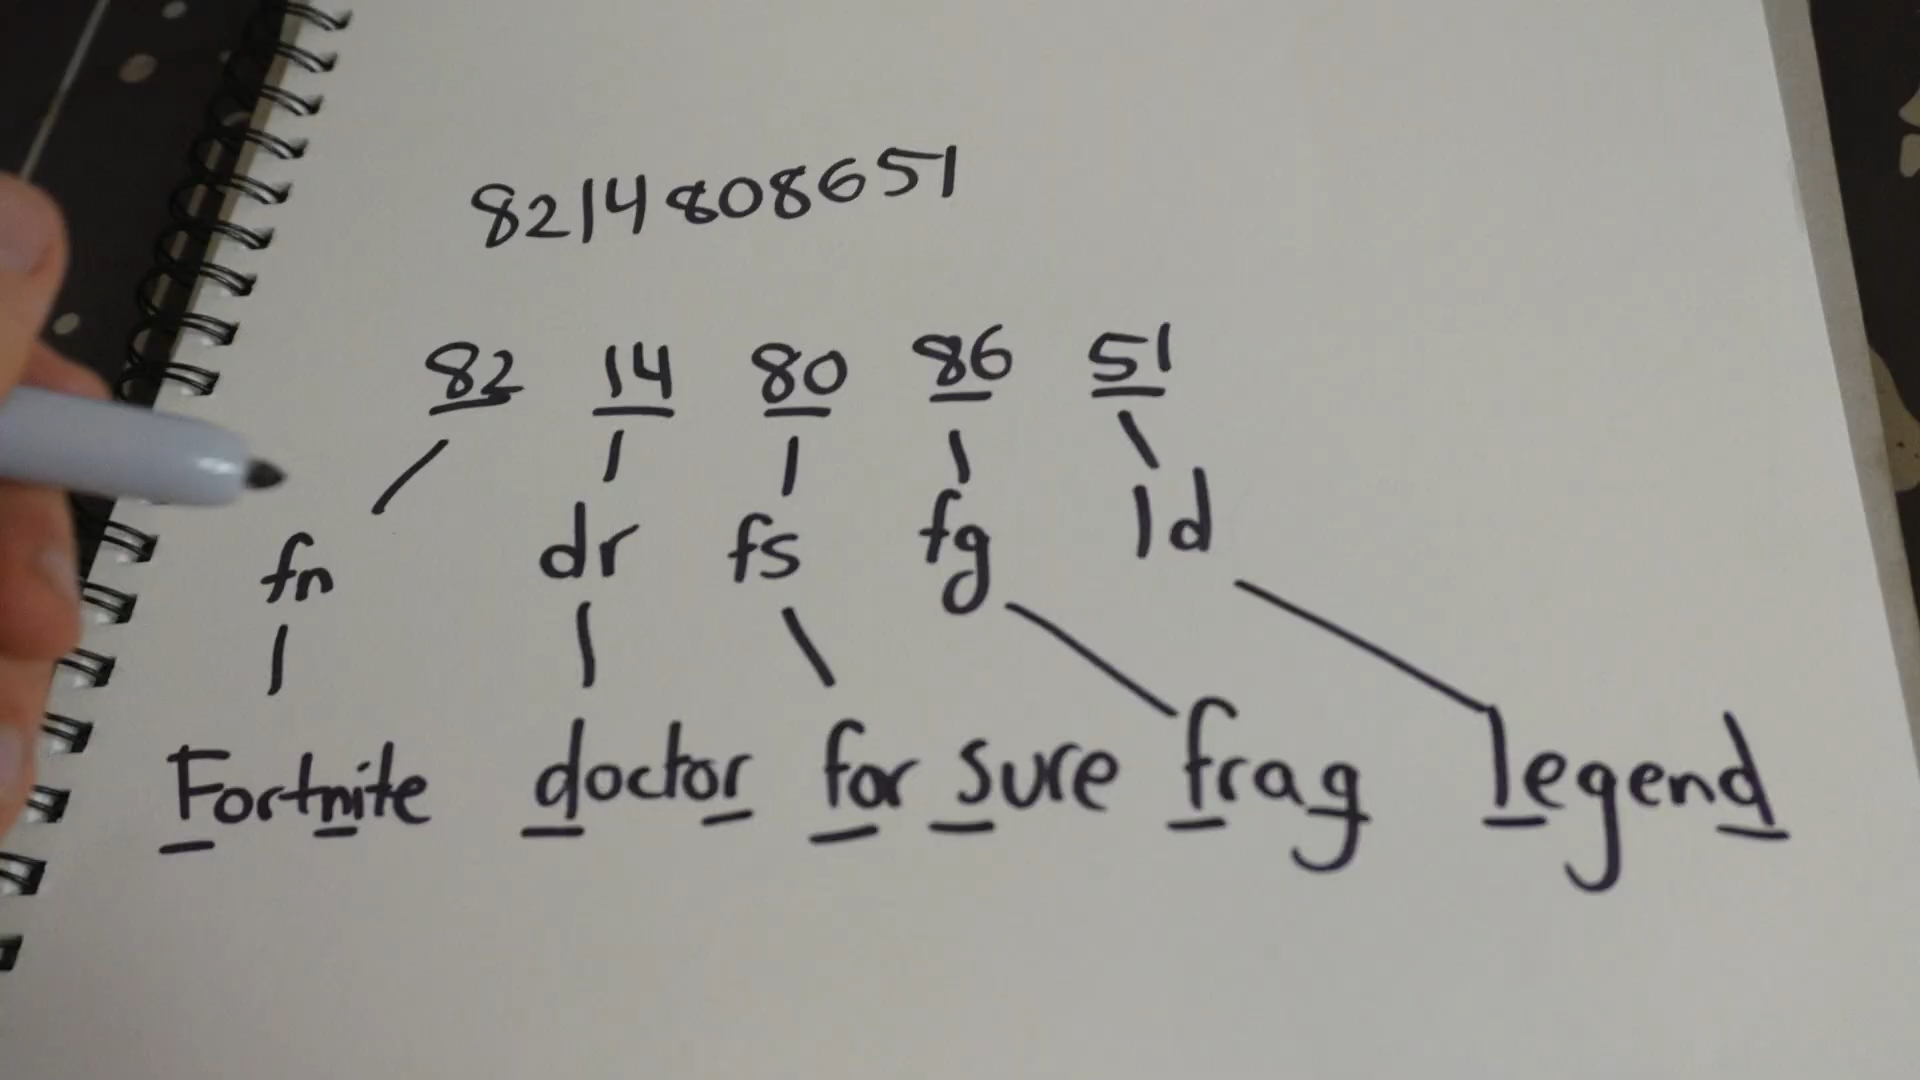 8214808651
82 14 80 86 51
fn dr fs fg ld
Fortnite doctor for sure frag legend